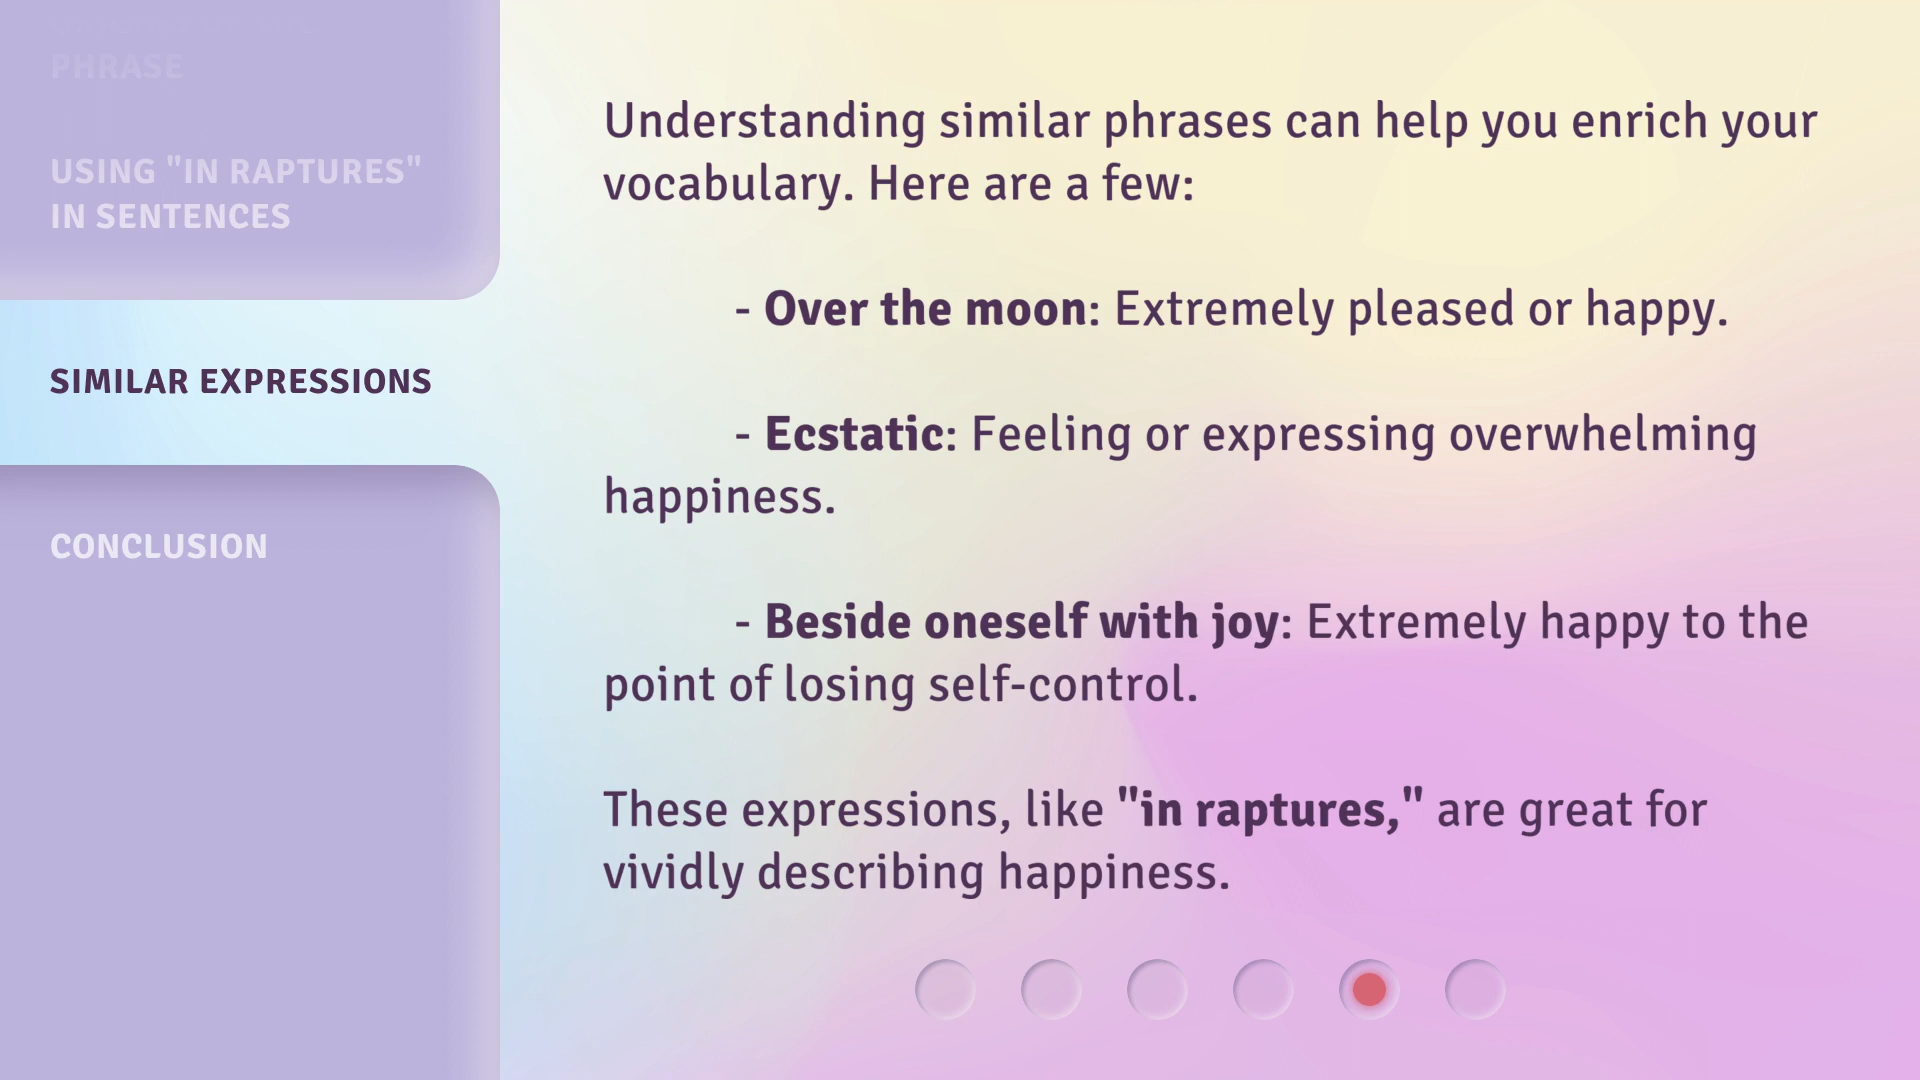 PHRASE
USING "IN RAPTURES"
IN SENTENCES
SIMILAR EXPRESSIONS
CONCLUSION
Understanding similar phrases can help you enrich your
vocabulary. Here are a few:
- Over the moon: Extremely pleased or happy.
- Ecstatic: Feeling or expressing overwhelming
happiness.
- Beside oneself with joy: Extremely happy to the
point of losing self-control.
These expressions, like "in raptures," are great for
vividly describing happiness.